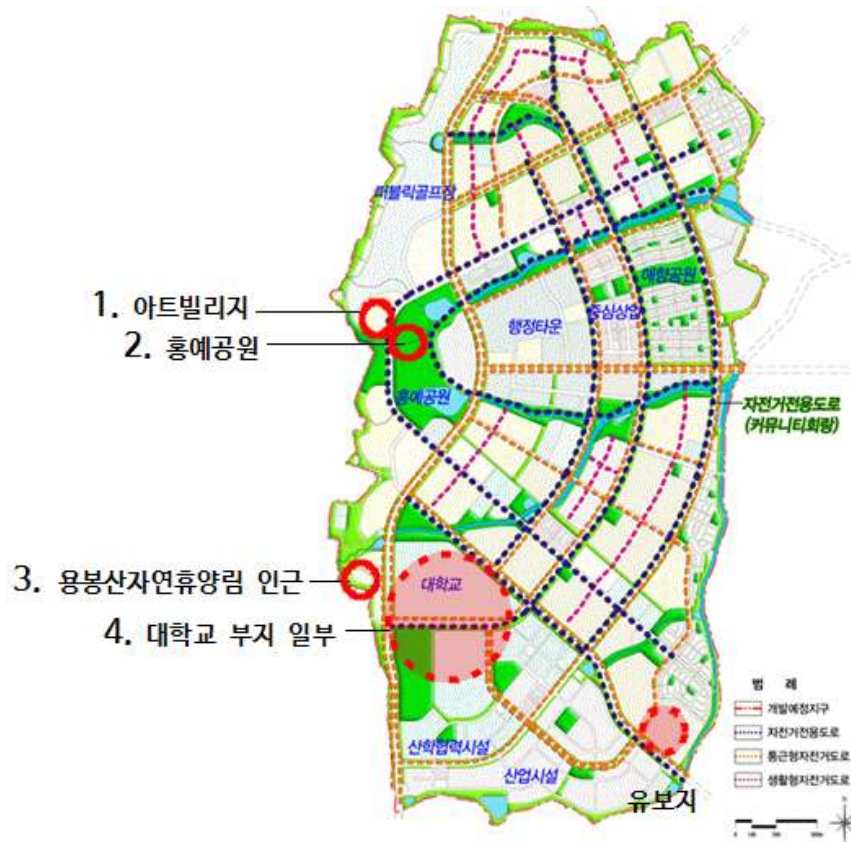 퍼블릭골프장
1. 아트빌리지
2. 홍예공원
애향공원
중심상업
행정타운
홍예공원
자전거전용도로
(커뮤니티회랑)
3. 용봉산자연휴양림 인근
대학교
4. 대학교 부지 일부
산학협력시설
산업시설
유보지
범 례
개발예정지구
자전거전용도로
통근형자전거도로
생활형자전거도로